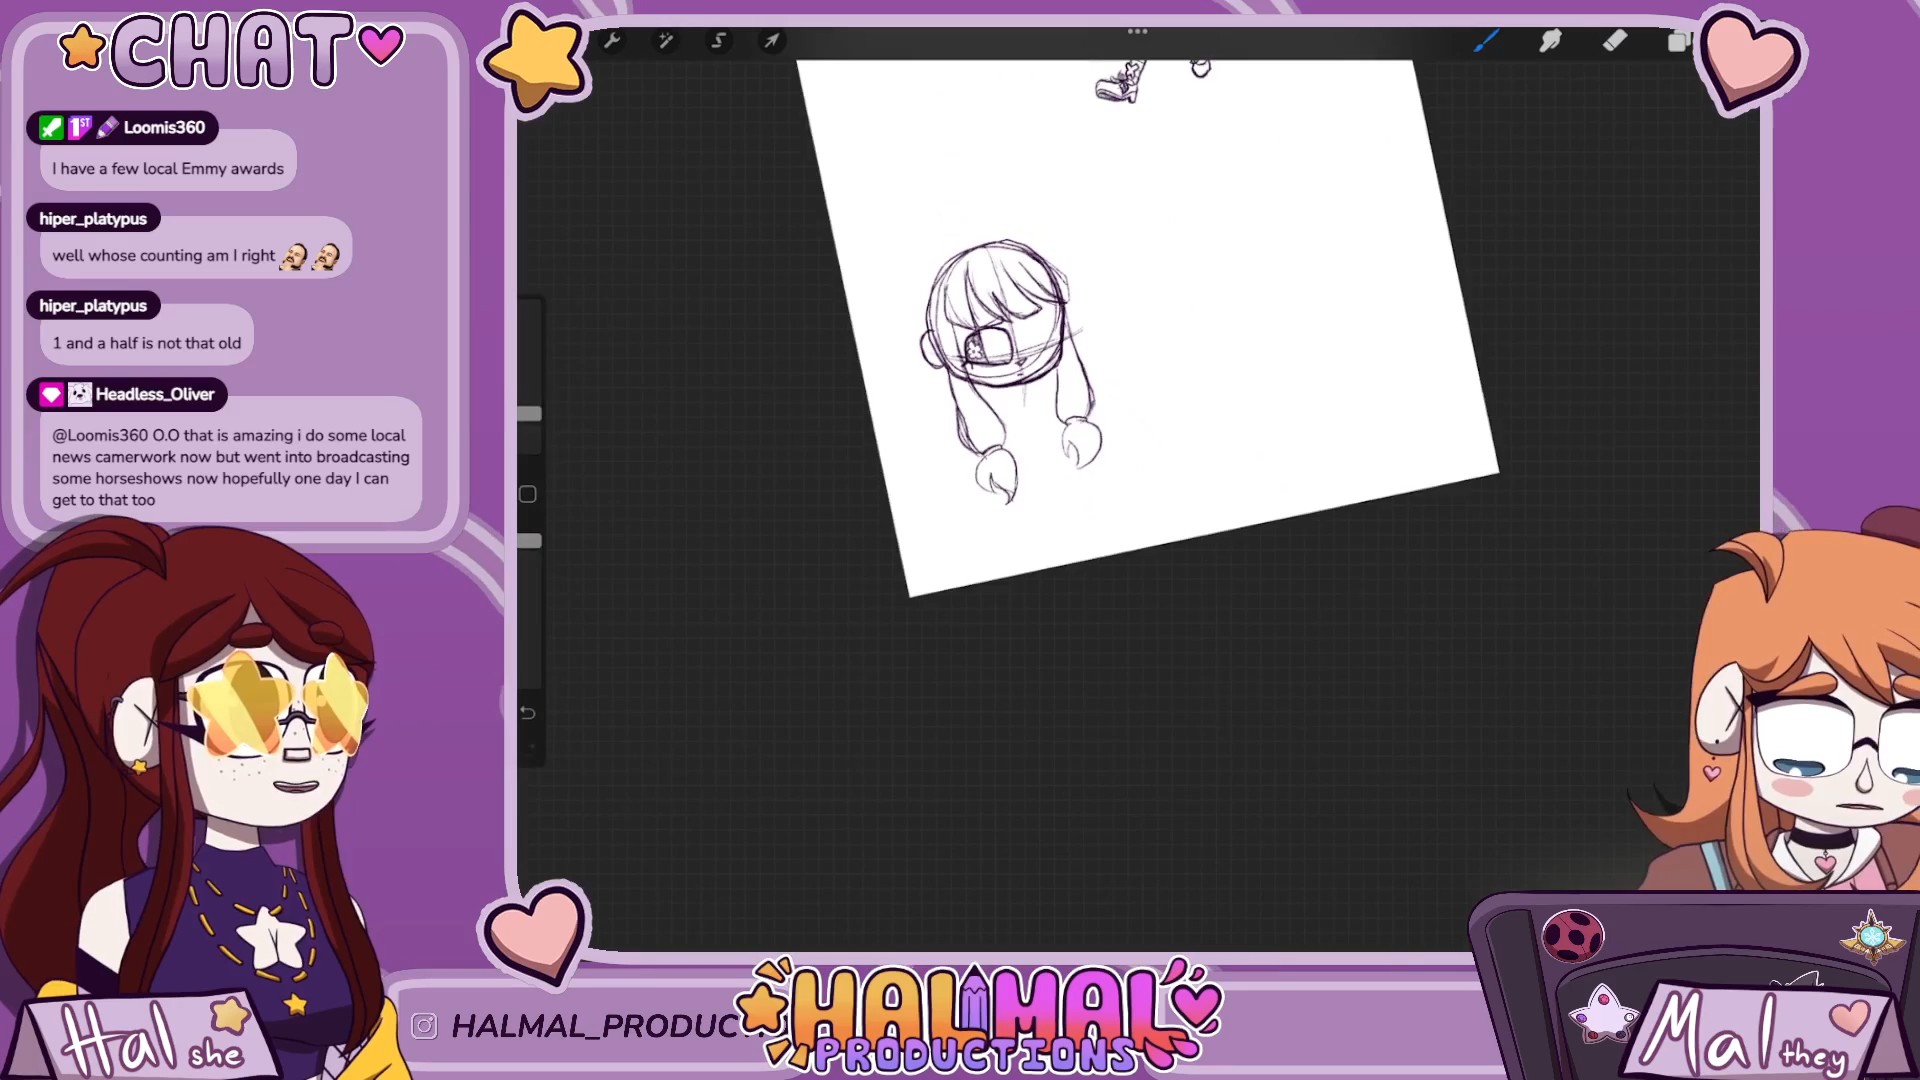 CHAT
1ST Loomis360
I have a few local Emmy awards
hiper_platypus
well whose counting am I right
hiper_platypus
1 and a half is not that old
Headless_Oliver
@Loomis360 O.O that is amazing i do some local
news camerwork now but went into broadcasting
some horseshows now hopefully one day I can
get to that too
Hal she
HALMAL_PRODUC
HALMAL
PRODUCTIONS
Mal they